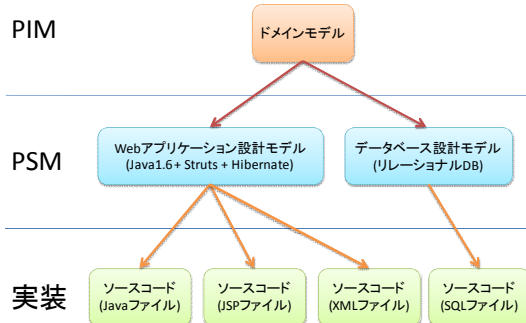 PIM
ドメインモデル
PSM
Webアプリケーション設計モデル
(Java1.6+ Struts + Hibernate)
データベース設計モデル
(リレーショナルDB)
実装
ソースコード
(Javaファイル)
ソースコード
(JSPファイル)
ソースコード
(XMLファイル)
ソースコード
(SQLファイル)